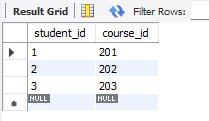 Result Grid Filter Rows:
student_id course_id
1 201
2 202
3 203
NULL NULL